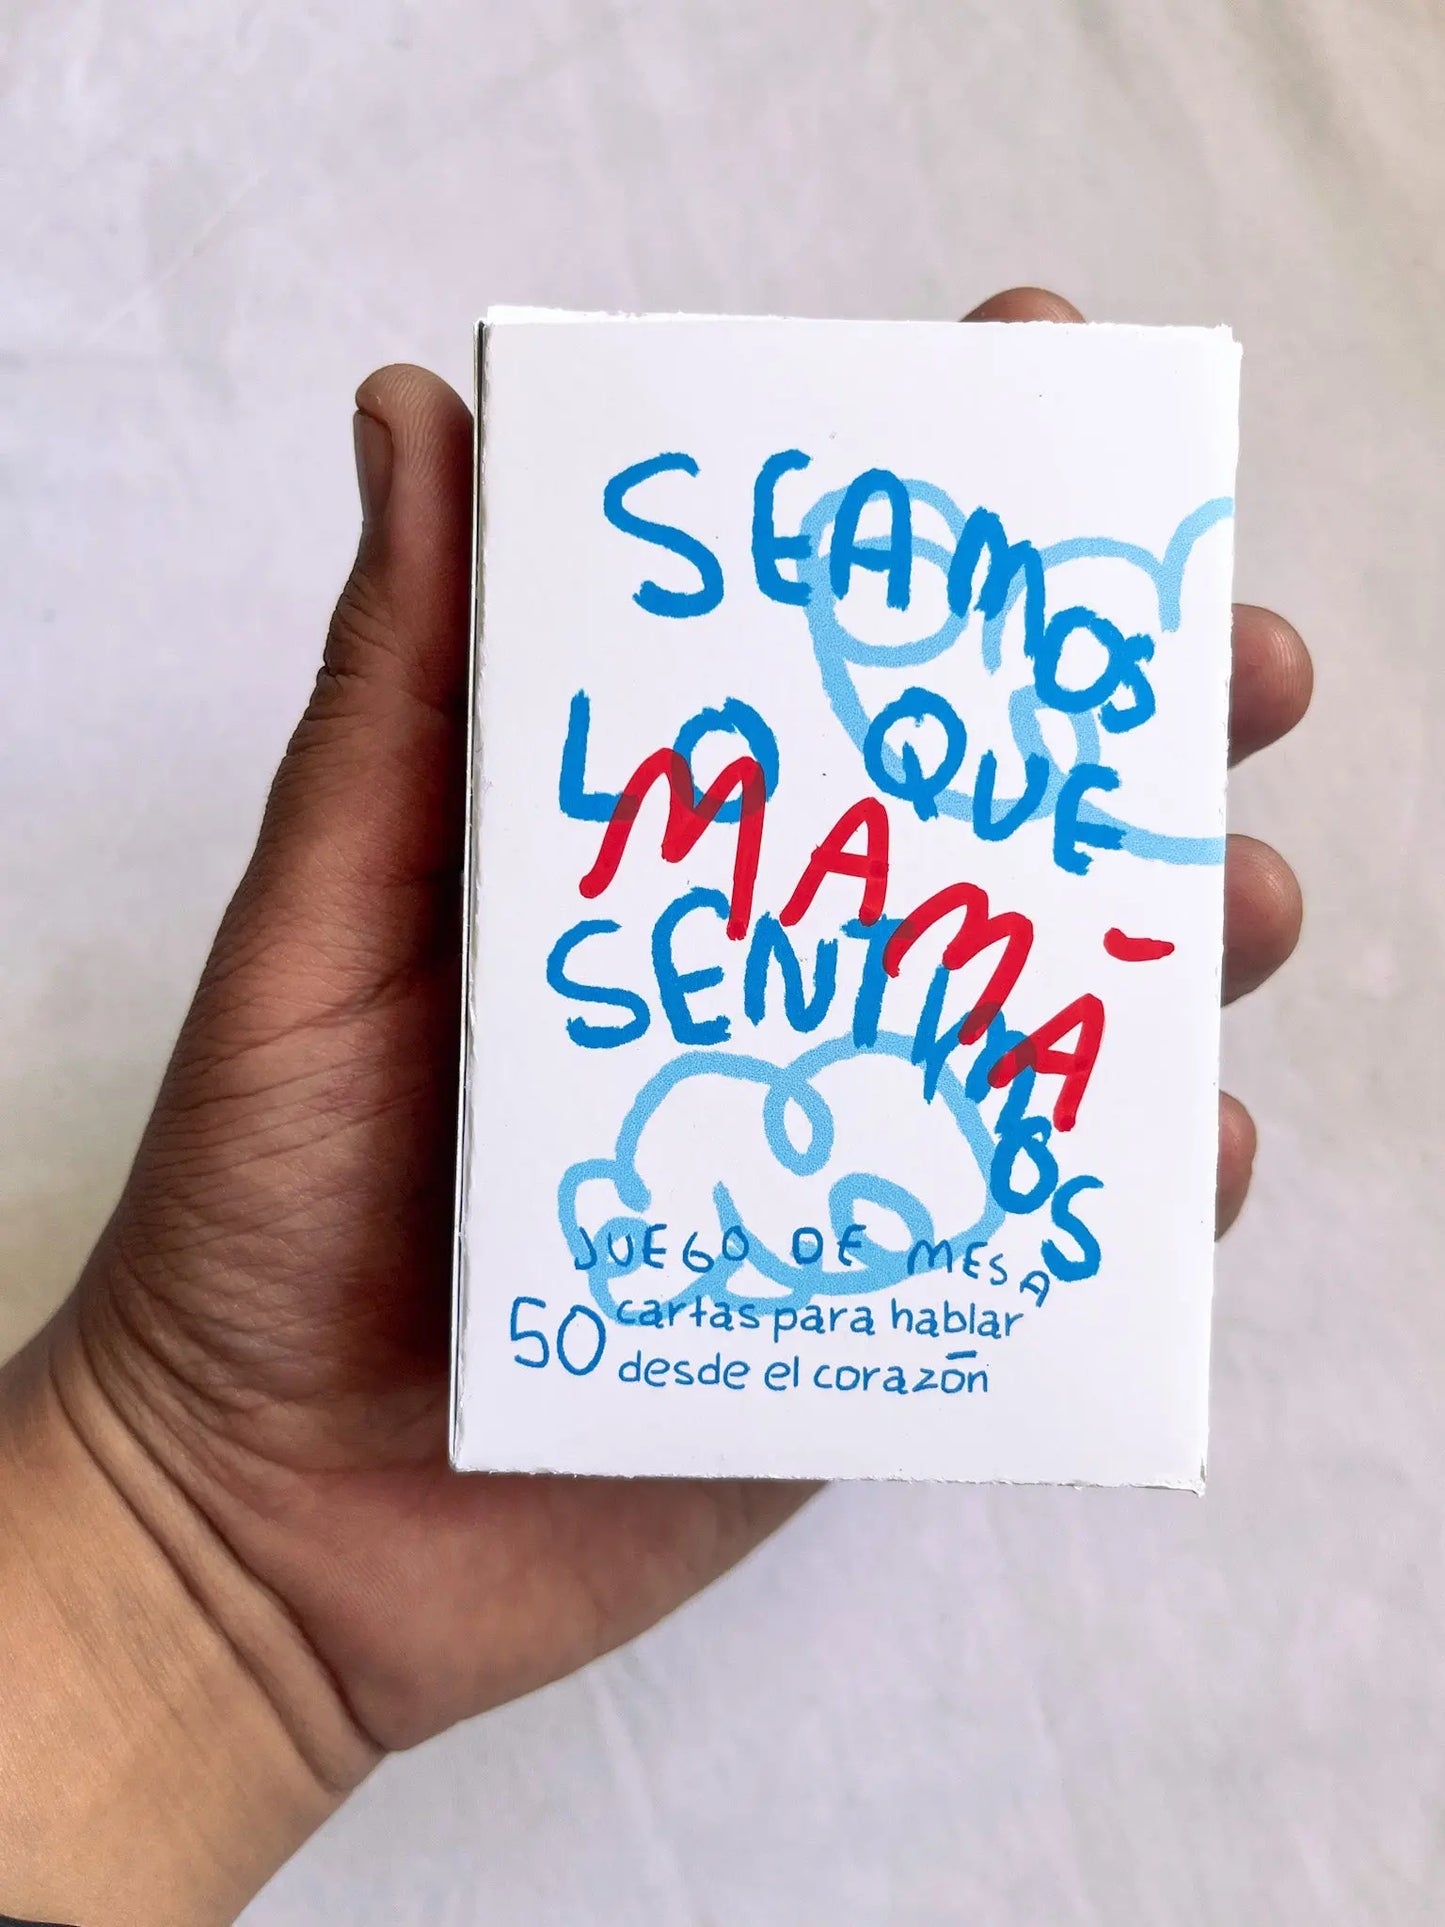 SEAMOS
LO QUE
MAMÁ
SENTIMOS
JUEGO DE MESA
50 cartas para hablar
desde el corazón